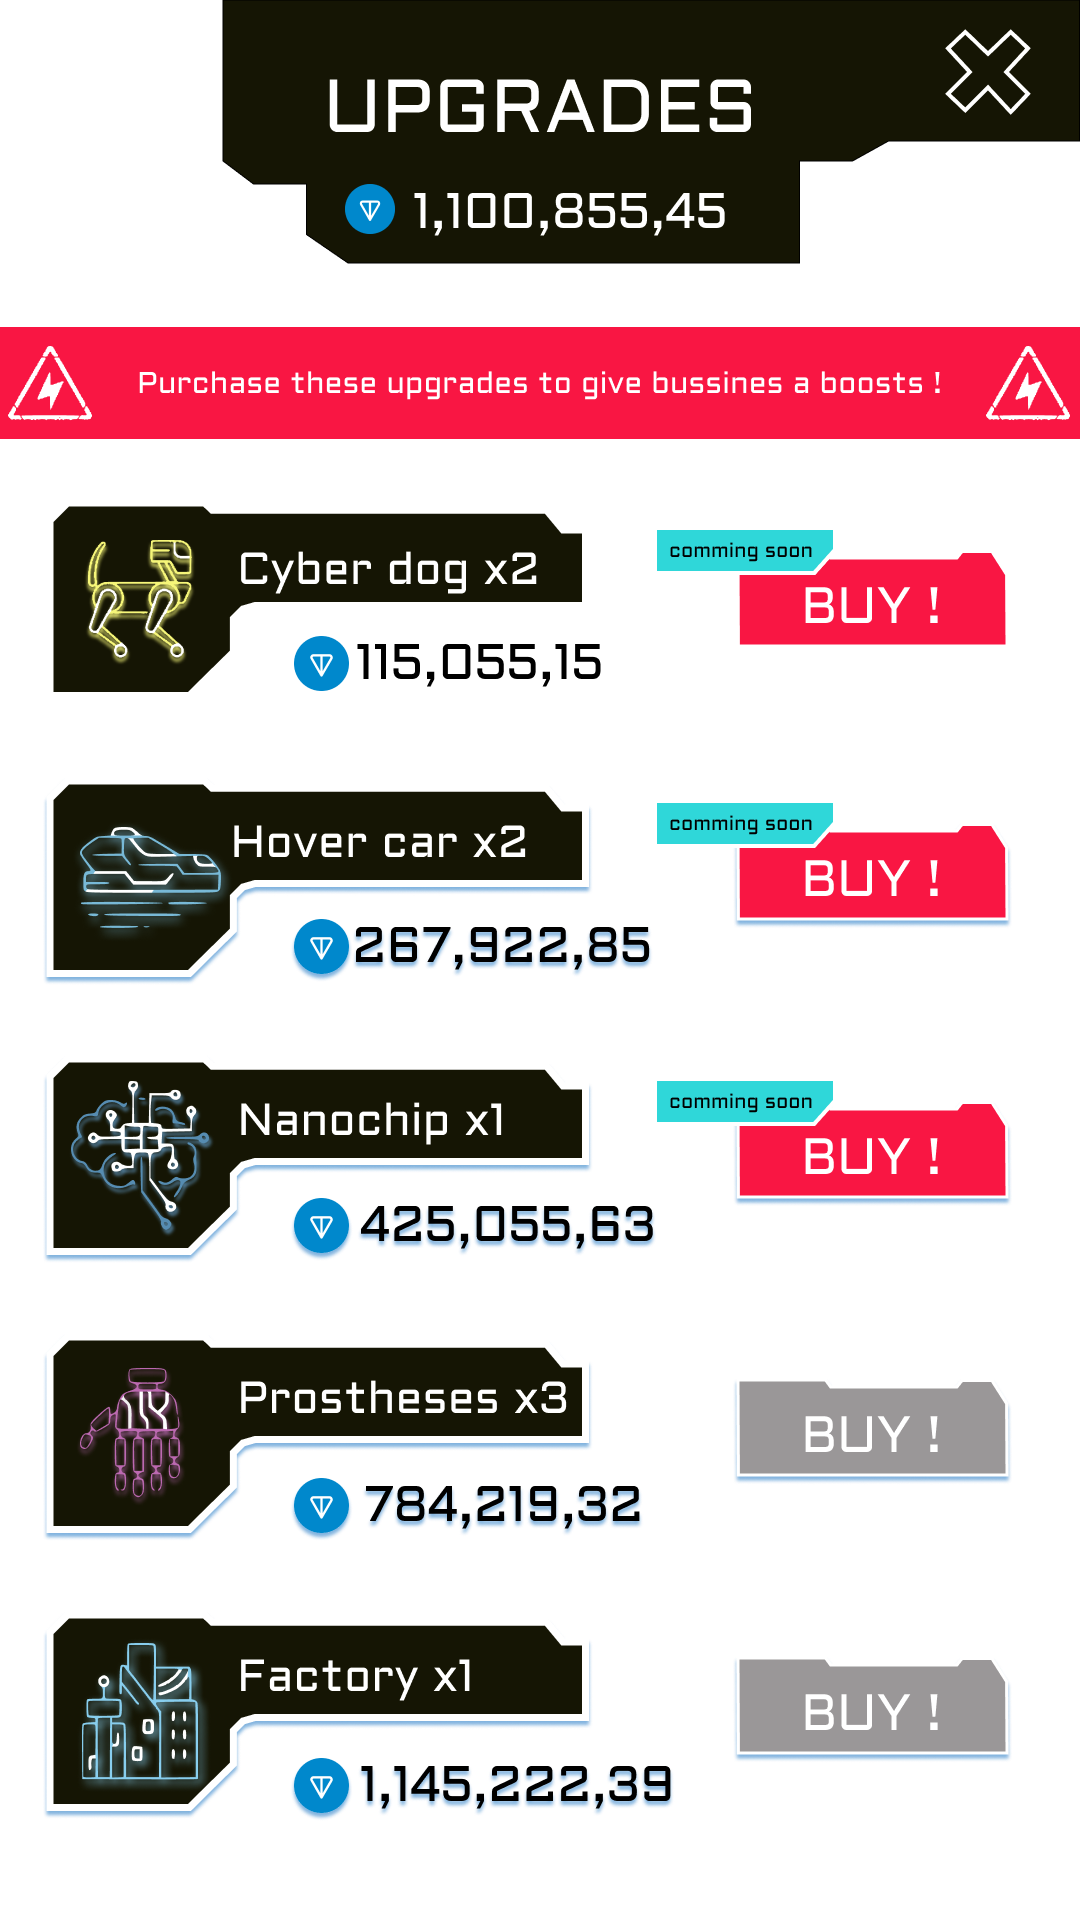 UPGRADES
1,100,855,45
Purchase these upgrades to give bussines a boosts !
Cyber dog x2
comming soon
BUY !
115,055,15
Hover car x2
comming soon
BUY !
267,922,85
Nanochip x1
comming soon
BUY !
425,055,63
Prostheses x3
BUY !
784,219,32
Factory x1
BUY !
1,145,222,39